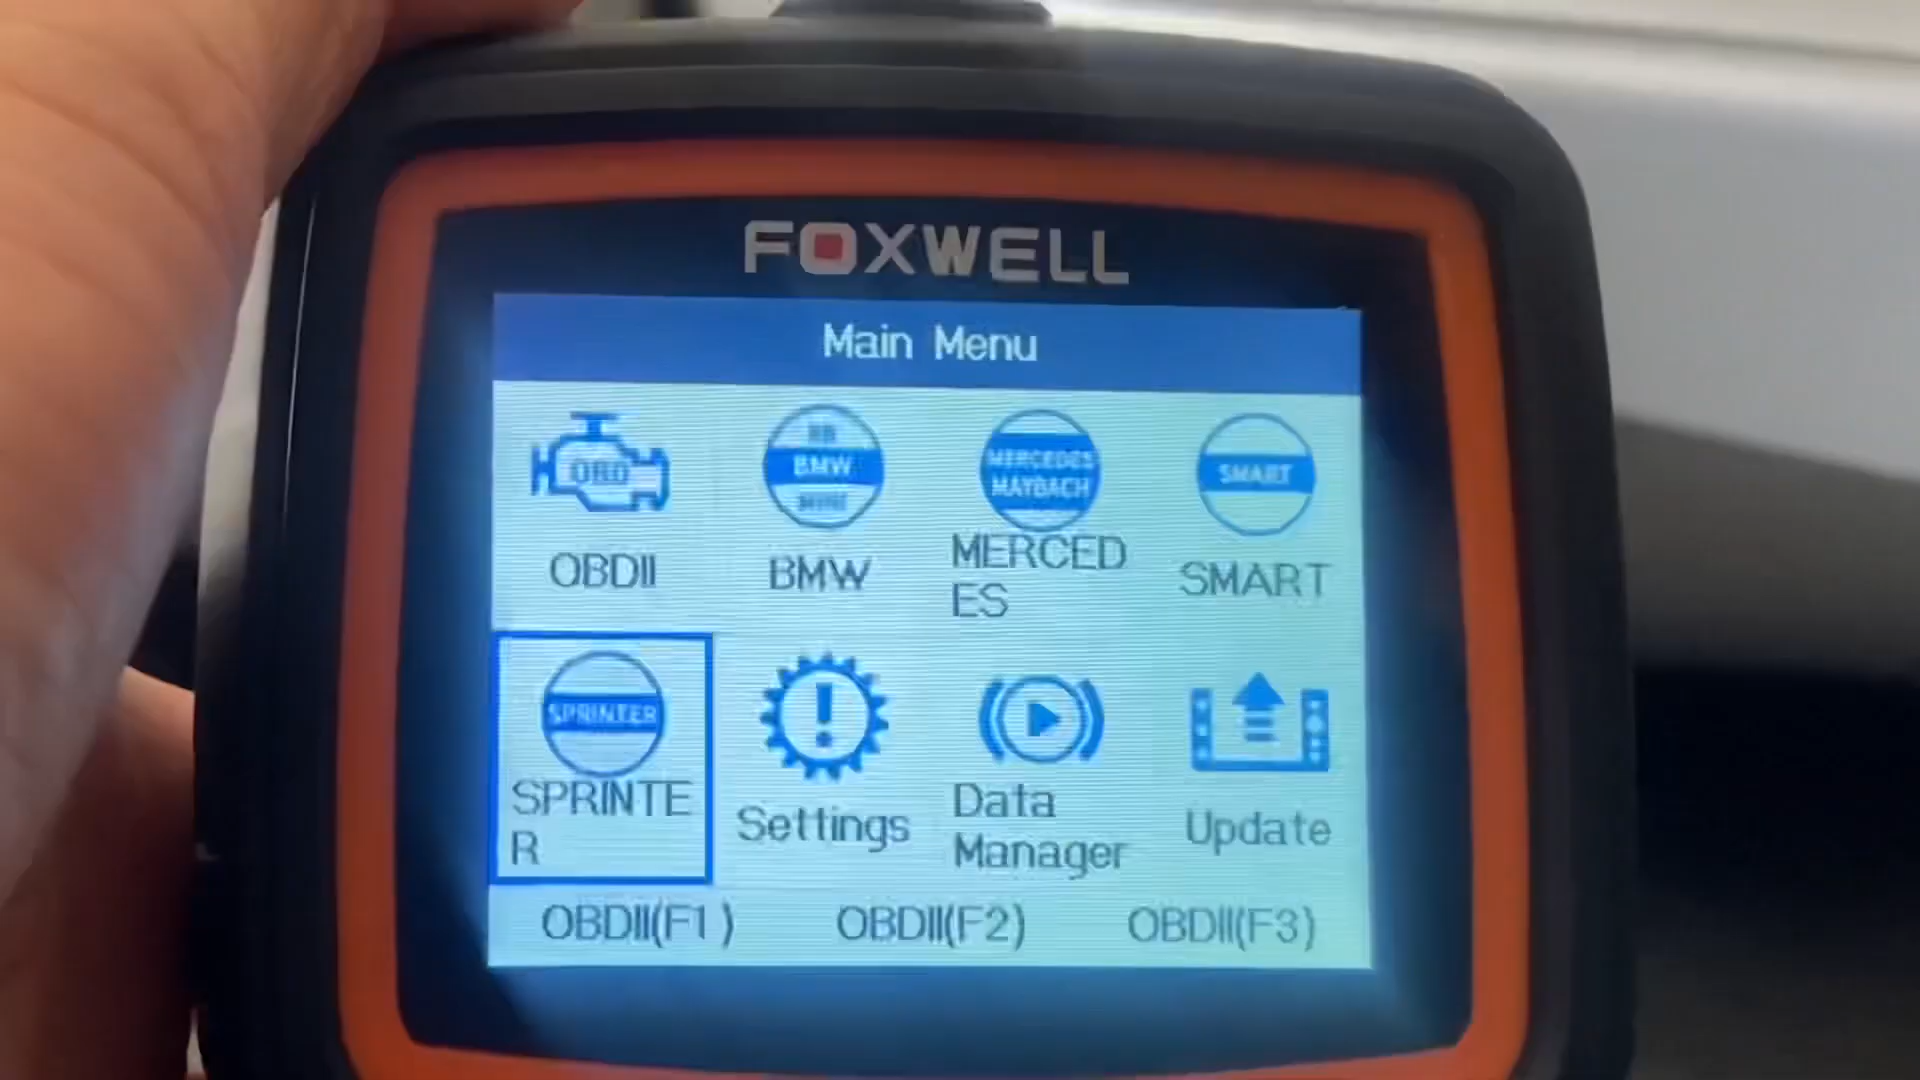 FOXWELL
Main Menu
OBD
BMW
MINI
MERCEDES
MAYBACH
SMART
OBDII
BMW
MERCED
ES
SMART
SPRINTER
SPRINTE
R
Settings
Data
Manager
Update
OBDII(F1)
OBDII(F2)
OBDII(F3)